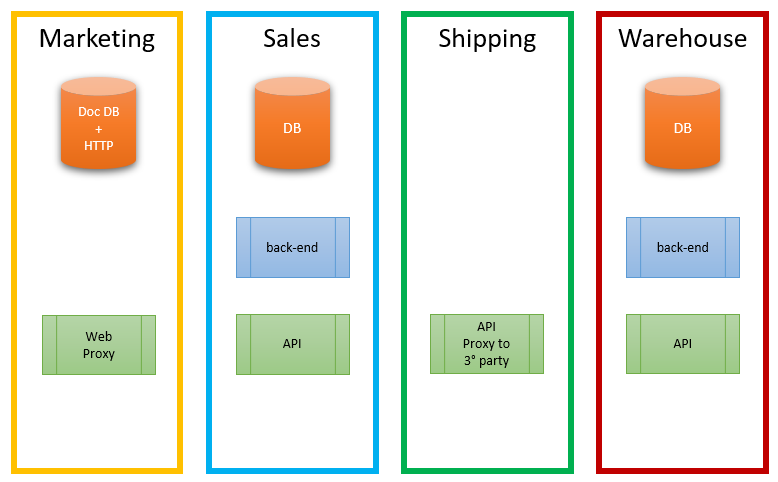 Marketing
Sales
Shipping
Warehouse
Doc DB
+
HTTP
DB
DB
back-end
back-end
Web
Proxy
API
API
Proxy to
3° party
API